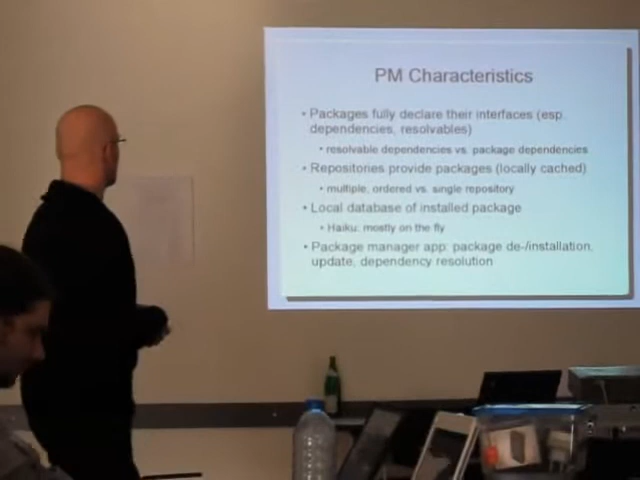 PM Characteristics
• Packages fully declare their interfaces (esp.
dependencies, resolvables)
• resolvable dependencies vs. package dependencies
• Repositories provide packages (locally cached)
• multiple, ordered vs. single repository
• Local database of installed package
• Haiku: mostly on the fly
• Package manager app: package de-/installation,
update, dependency resolution